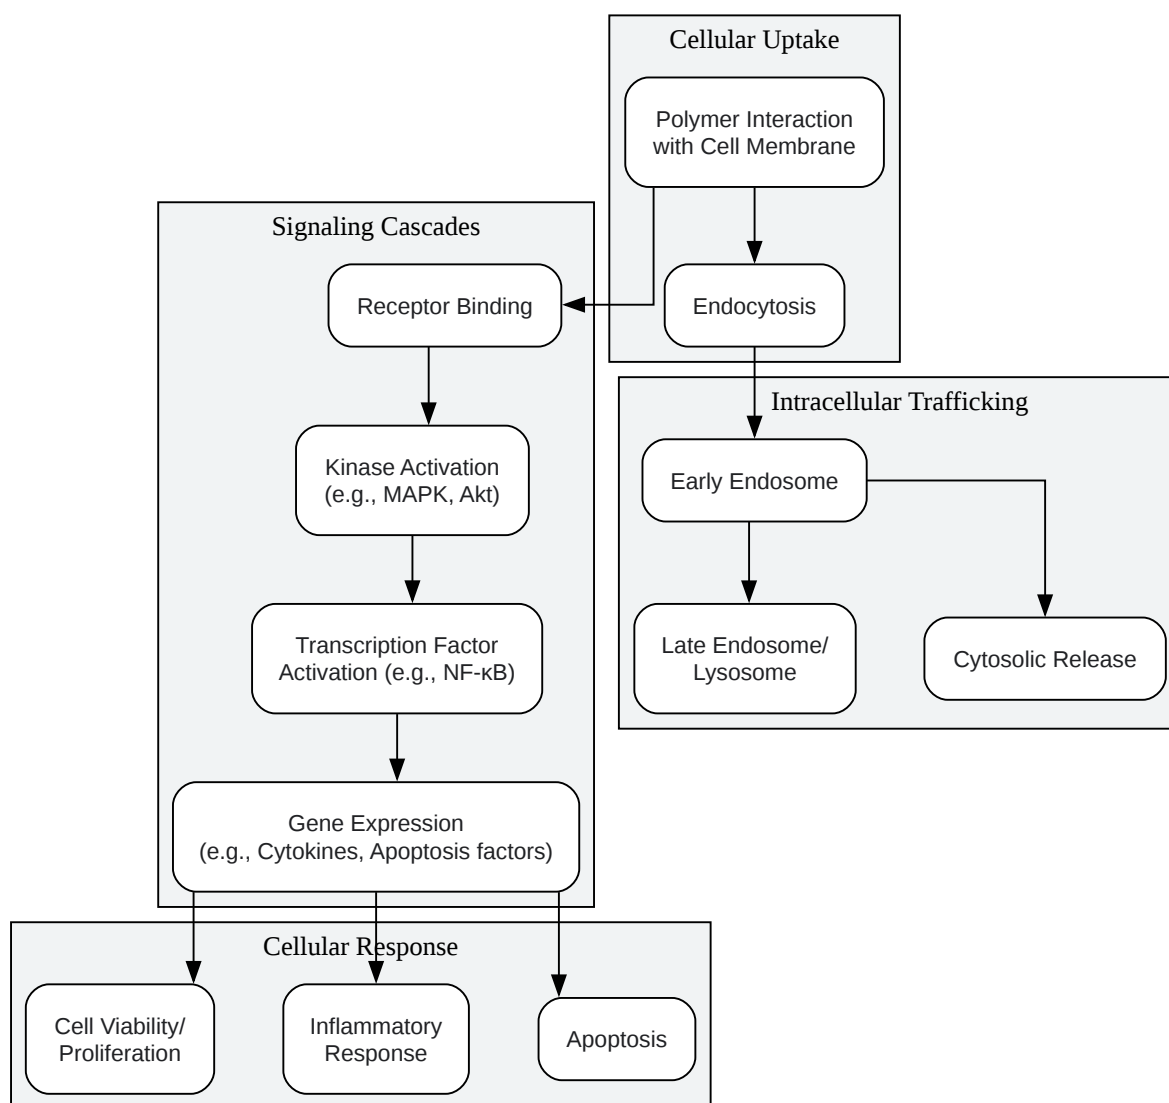 Cellular Uptake
Polymer Interaction
with Cell Membrane
Signaling Cascades
Receptor Binding
Endocytosis
Intracellular Trafficking
Kinase Activation
(e.g., MAPK, Akt)
Early Endosome
Transcription Factor
Activation (e.g., NF-κB)
Late Endosome/
Lysosome
Cytosolic Release
Gene Expression
(e.g., Cytokines, Apoptosis factors)
Cellular Response
Cell Viability/
Proliferation
Inflammatory
Response
Apoptosis